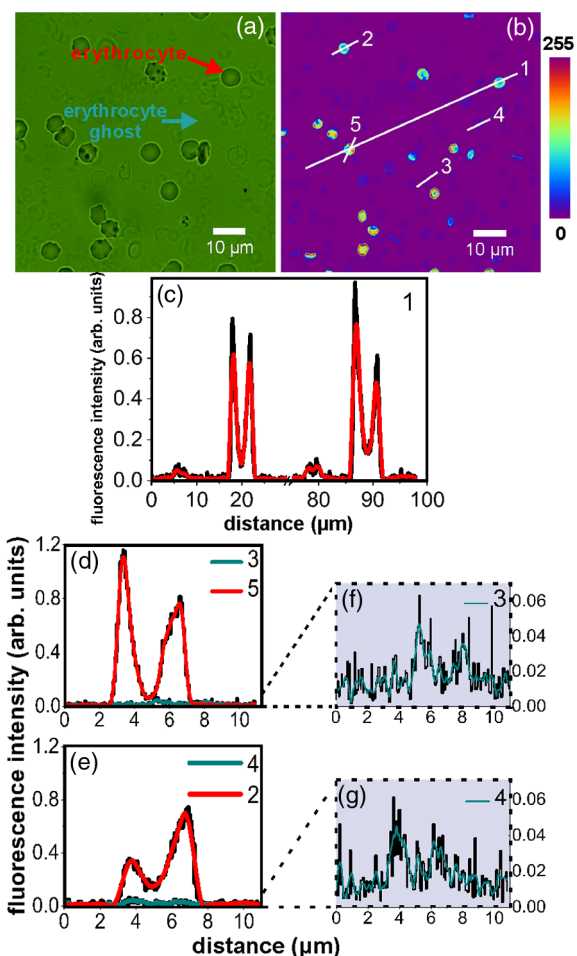 (a)
erythrocyte
erythrocyte
ghost
10 µm
(b)
2
1
5
4
3
10 µm
255
0
(c)
1
fluorescence intensity (arb. units)
0.8
0.6
0.4
0.2
0.0
0 10 20 80 90 100
distance (µm)
fluorescence intensity (arb. units)
(d)
3
5
1.2
0.8
0.4
0.0
0 2 4 6 8 10
(f)
3
0.06
0.04
0.02
0.00
0 2 4 6 8 10
(e)
4
2
1.2
0.8
0.4
0.0
0 2 4 6 8 10
(g)
4
0.06
0.04
0.02
0.00
0 2 4 6 8 10
distance (µm)